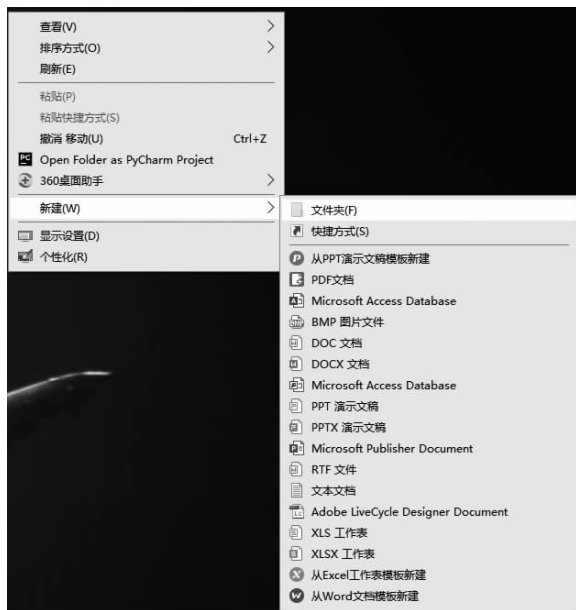 查看(V)
排序方式(O)
刷新(E)
粘贴(P)
粘贴快捷方式(S)
撤消 移动(U) Ctrl+Z
PC Open Folder as PyCharm Project
360桌面助手
新建(W)
显示设置(D)
个性化(R)
文件夹(F)
快捷方式(S)
从PPT演示文稿模板新建
PDF文档
Microsoft Access Database
BMP 图片文件
DOC 文档
DOCX 文档
Microsoft Access Database
PPT 演示文稿
PPTX 演示文稿
Microsoft Publisher Document
RTF 文件
文本文档
Adobe LiveCycle Designer Document
XLS 工作表
XLSX 工作表
从Excel工作表模板新建
从Word文档模板新建